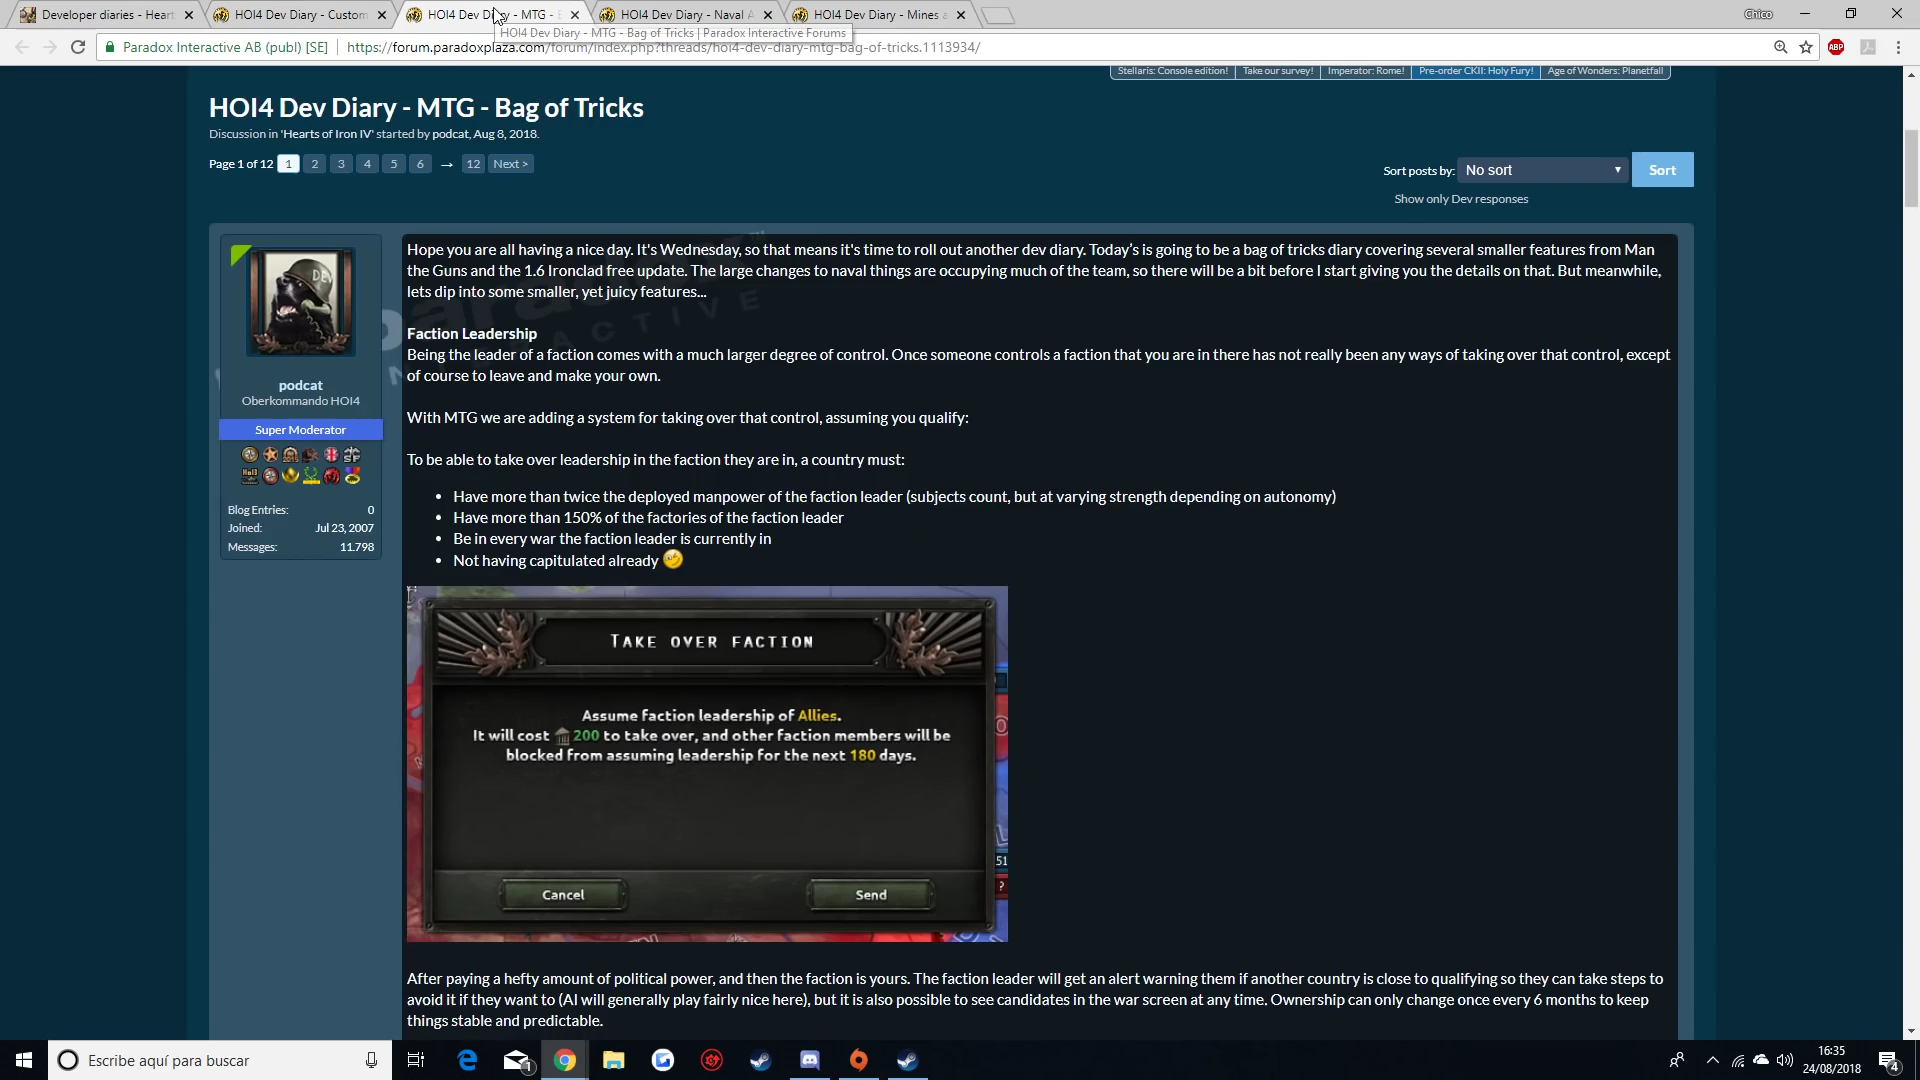 Developer diaries - Heart
HOI4 Dev Diary - Custom
HOI4 Dev Diary - MTG -
HOI4 Dev Diary - Naval A
HOI4 Dev Diary - Mines a
Chico
HOI4 Dev Diary - MTG - Bag of Tricks | Paradox Interactive Forums
Paradox Interactive AB (publ) [SE] | https://forum.paradoxplaza.com/forum/index.php?threads/hoi4-dev-diary-mtg-bag-of-tricks.1113934/
ABP
Stellaris: Console edition! Take our survey! Imperator: Rome! Pre-order CKII: Holy Fury! Age of Wonders: Planetfall
HOI4 Dev Diary - MTG - Bag of Tricks
Discussion in 'Hearts of Iron IV' started by podcat, Aug 8, 2018.
Page 1 of 12 1 2 3 4 5 6 → 12 Next >
Sort posts by: No sort Sort
Show only Dev responses
DEV
podcat
Oberkommando HOI4
Super Moderator
Blog Entries: 0
Joined: Jul 23, 2007
Messages: 11.798
Hope you are all having a nice day. It's Wednesday, so that means it's time to roll out another dev diary. Today's is going to be a bag of tricks diary covering several smaller features from Man
the Guns and the 1.6 Ironclad free update. The large changes to naval things are occupying much of the team, so there will be a bit before I start giving you the details on that. But meanwhile,
lets dip into some smaller, yet juicy features...
Faction Leadership
Being the leader of a faction comes with a much larger degree of control. Once someone controls a faction that you are in there has not really been any ways of taking over that control, except
of course to leave and make your own.
With MTG we are adding a system for taking over that control, assuming you qualify:
To be able to take over leadership in the faction they are in, a country must:
• Have more than twice the deployed manpower of the faction leader (subjects count, but at varying strength depending on autonomy)
• Have more than 150% of the factories of the faction leader
• Be in every war the faction leader is currently in
• Not having capitulated already
TAKE OVER FACTION
Assume faction leadership of Allies.
It will cost 200 to take over, and other faction members will be
blocked from assuming leadership for the next 180 days.
51
?
Cancel
Send
After paying a hefty amount of political power, and then the faction is yours. The faction leader will get an alert warning them if another country is close to qualifying so they can take steps to
avoid it if they want to (AI will generally play fairly nice here), but it is also possible to see candidates in the war screen at any time. Ownership can only change once every 6 months to keep
things stable and predictable.
Escribe aquí para buscar
1
16:35
24/08/2018
4